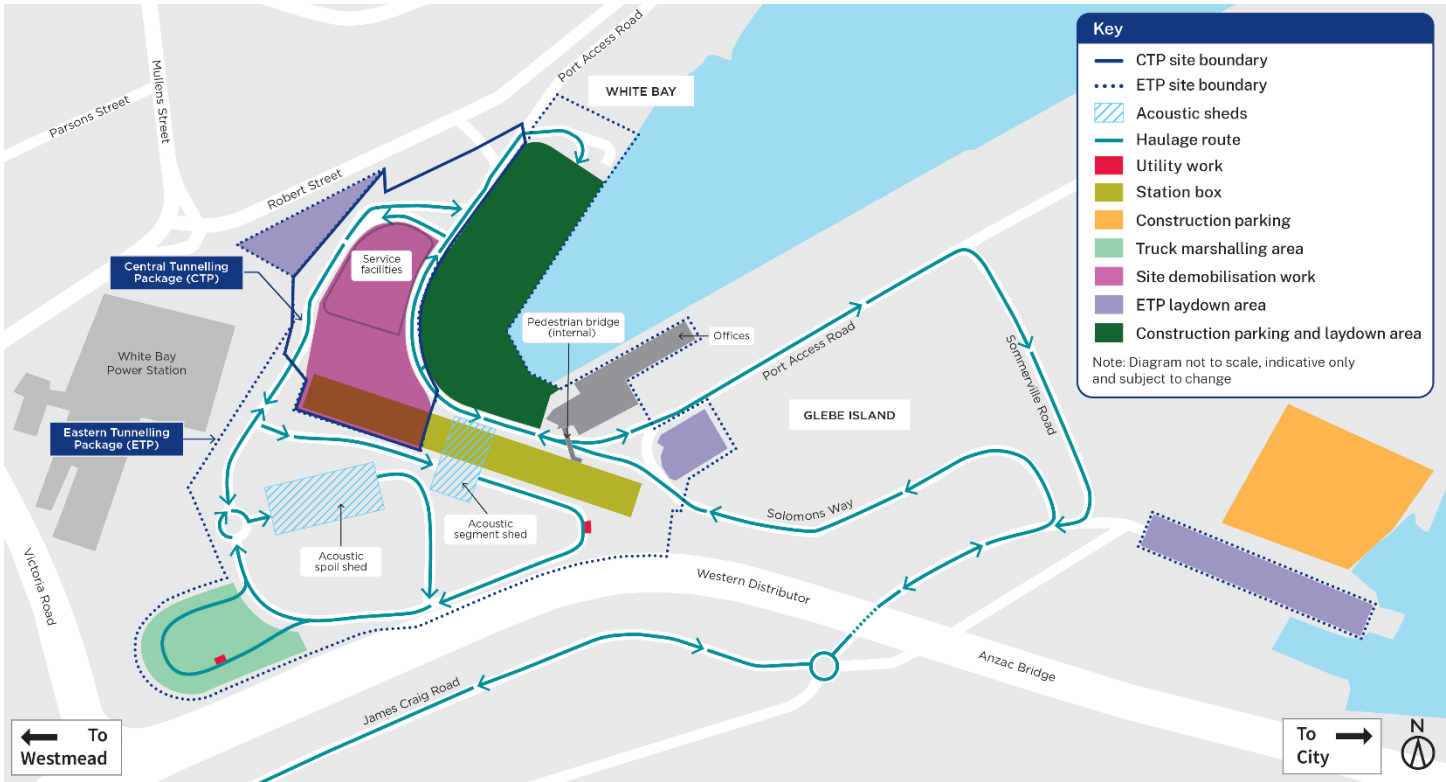 Port Access Road
WHITE BAY
Mullens Street
Parsons Street
Robert Street
Key
CTP site boundary
ETP site boundary
Acoustic sheds
Haulage route
Utility work
Station box
Construction parking
Truck marshalling area
Site demobilisation work
ETP laydown area
Construction parking and laydown area
Note: Diagram not to scale, indicative only
and subject to change
Central Tunnelling
Package (CTP)
Service
facilities
Pedestrian bridge
(internal)
Offices
Port Access Road
Sommerville Road
White Bay
Power Station
GLEBE ISLAND
Eastern Tunnelling
Package (ETP)
Solomons Way
Acoustic
segment shed
Acoustic
spoil shed
Victoria Road
Western Distributor
Anzac Bridge
James Craig Road
To
Westmead
To
City
N